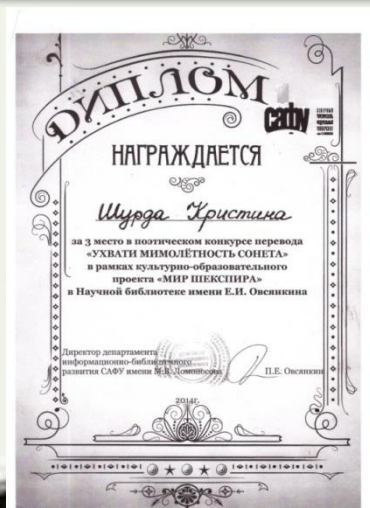 ДИПЛОМ
сафу
НАГРАЖДАЕТСЯ
Шурда Кристина
за 3 место в поэтическом конкурсе перевода
«УХВАТИ МИМОЛЁТНОСТЬ СОНЕТА»
в рамках культурно-образовательного
проекта «МИР ШЕКСПИРА»
в Научной библиотеке имени Е.И. Овсянкина
Директор департамента
информационно-библиотечного
развития САФУ имени М.В. Ломоносова
П.Е. Овсянкин
2014г.